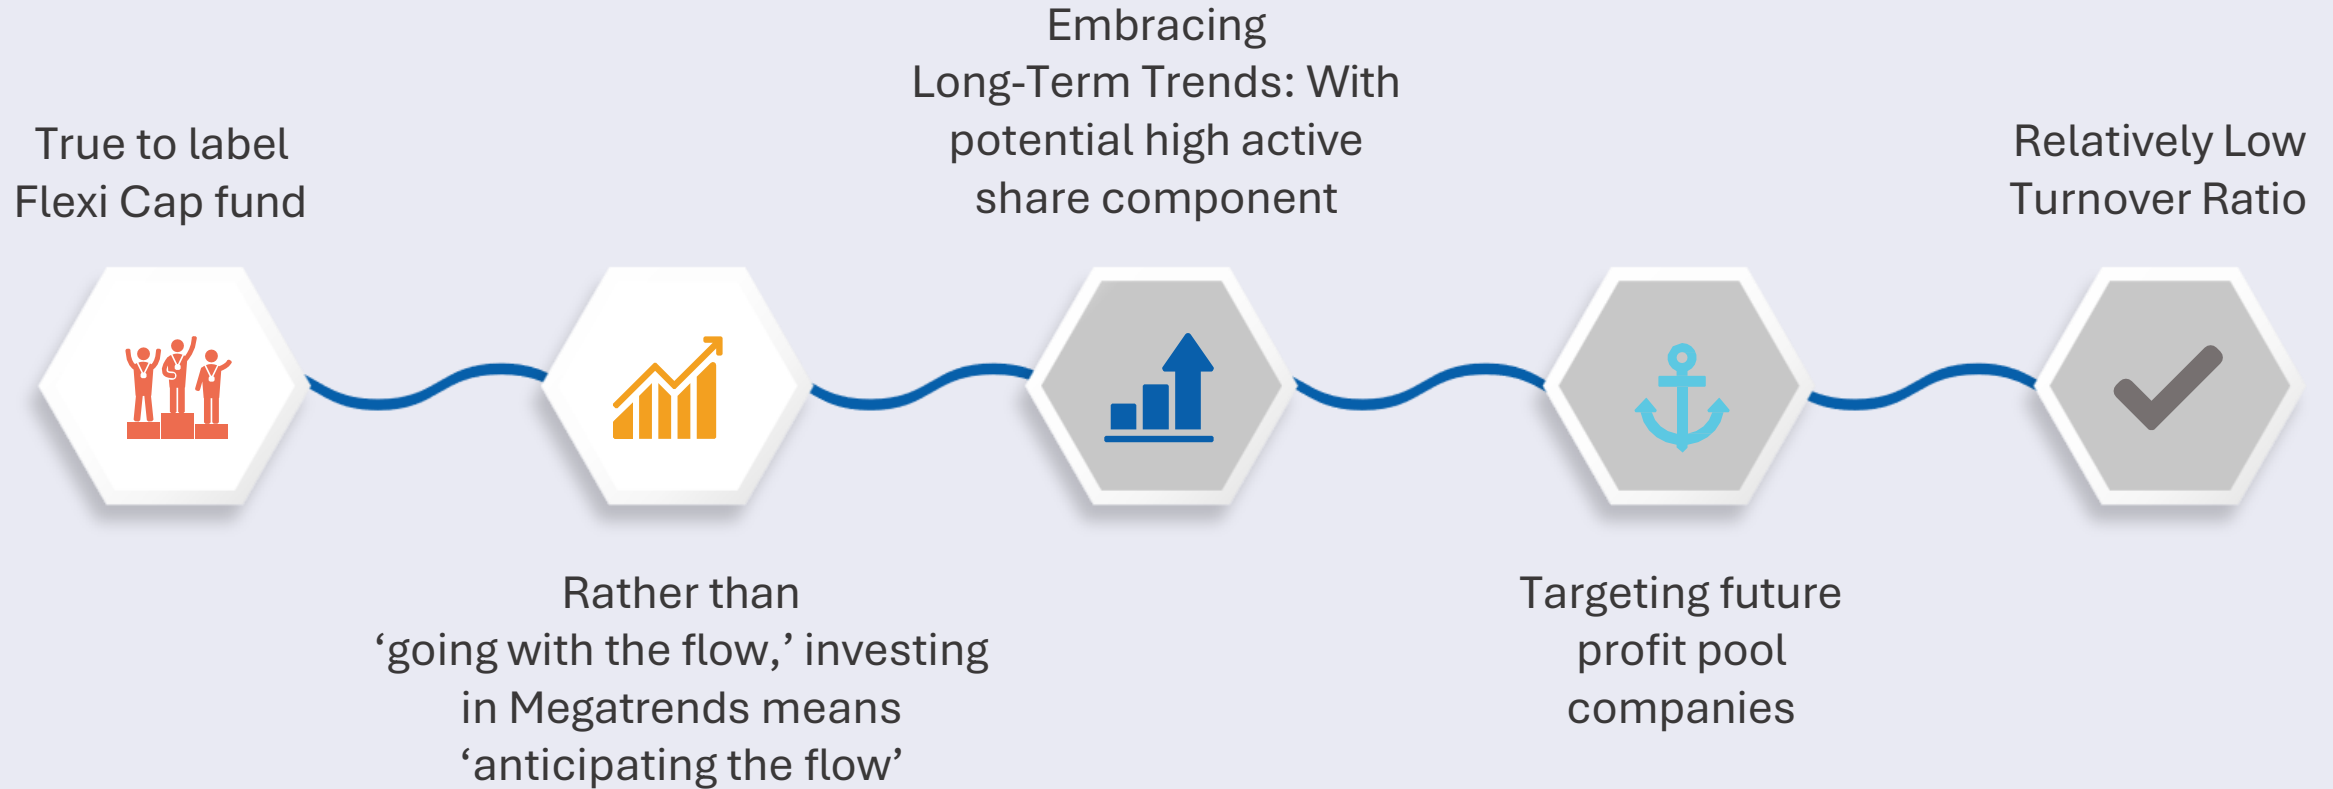 True to label
Flexi Cap fund
Rather than
‘going with the flow,’ investing
in Megatrends means
‘anticipating the flow’
Embracing
Long-Term Trends: With
potential high active
share component
Targeting future
profit pool
companies
Relatively Low
Turnover Ratio